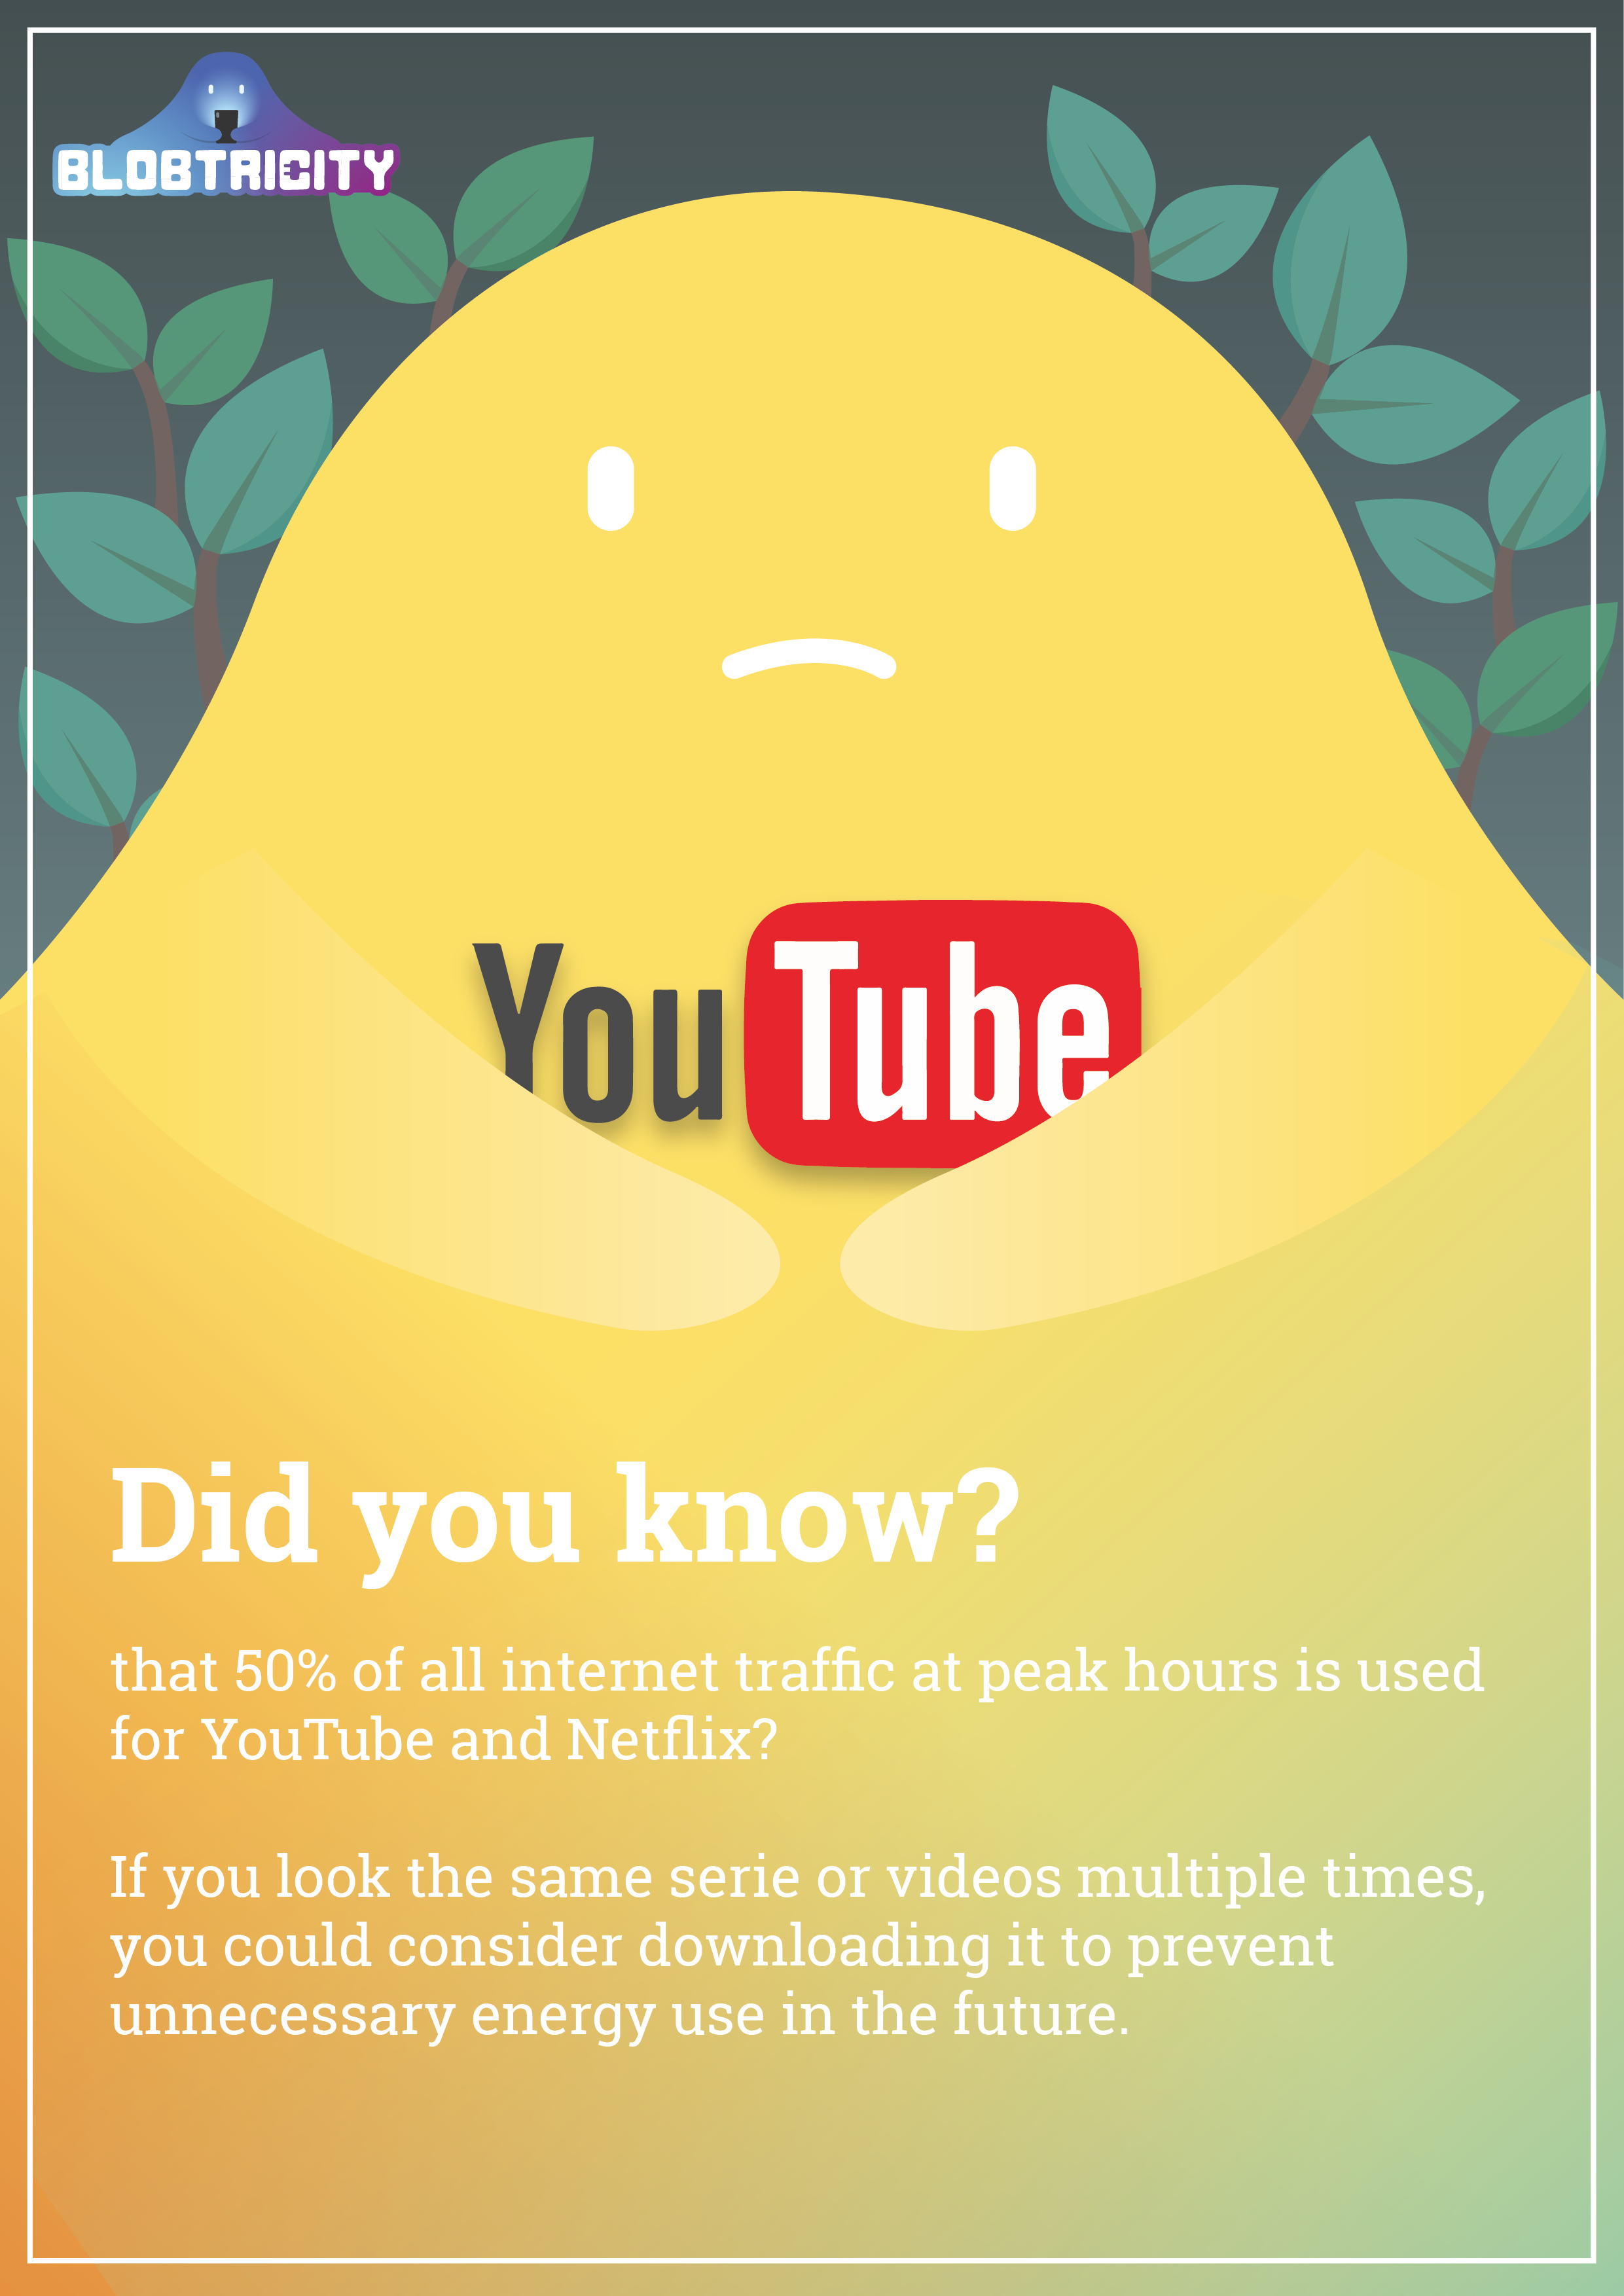 BLOBTRICITY
YouTube
Did you know?
that 50% of all internet traffic at peak hours is used
for YouTube and Netflix?
If you look the same serie or videos multiple times,
you could consider downloading it to prevent
unnecessary energy use in the future.